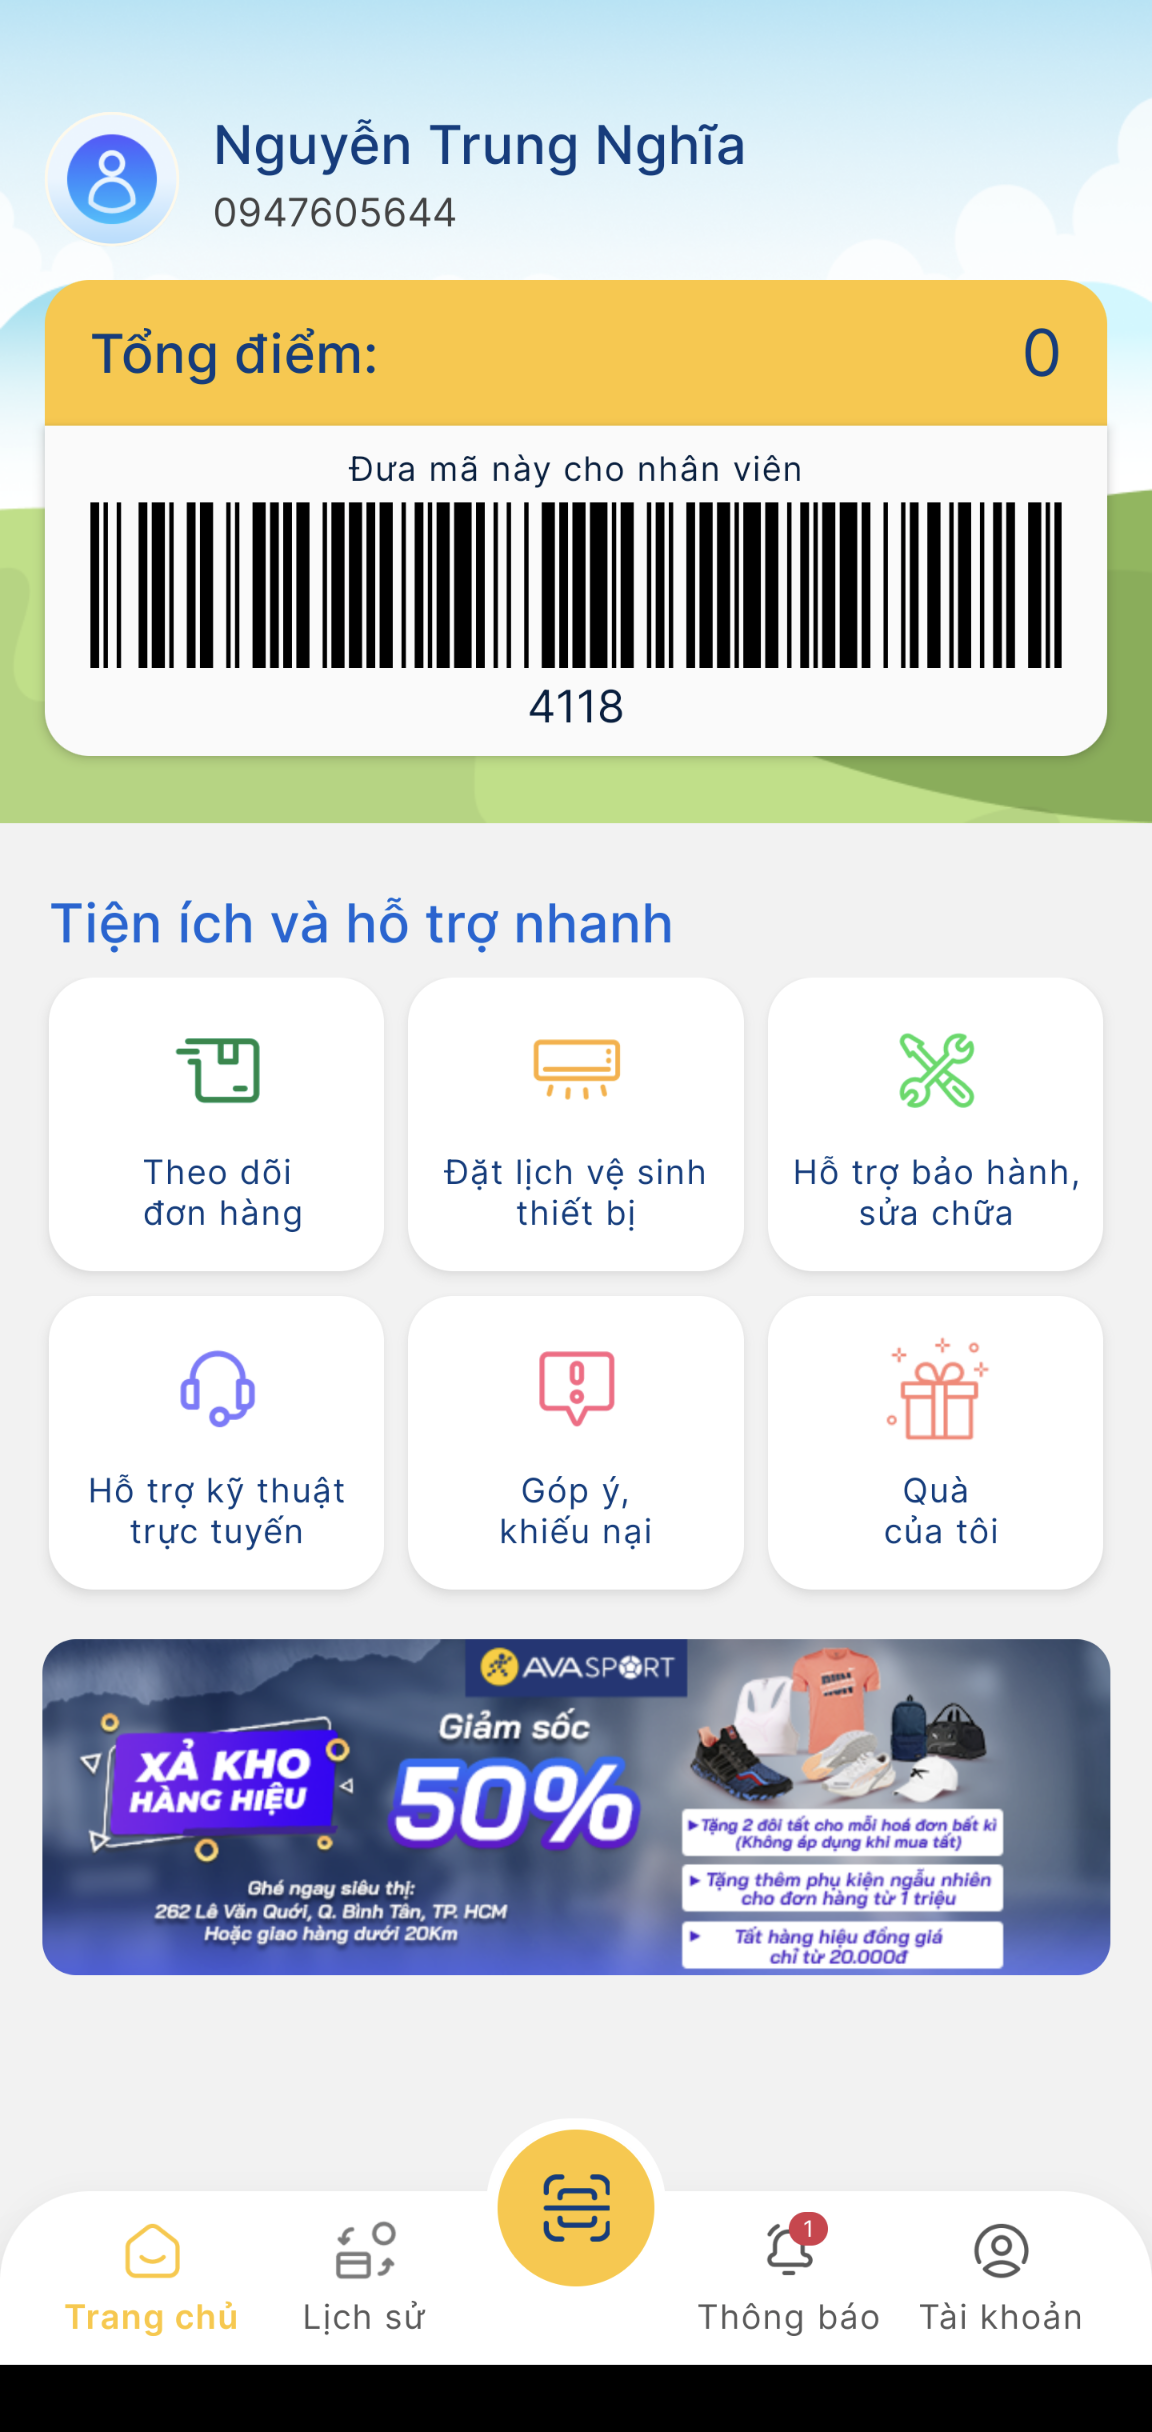 Nguyễn Trung Nghĩa
0947605644
Tổng điểm:
0
Đưa mã này cho nhân viên
4118
Tiện ích và hỗ trợ nhanh
Theo dõi
đơn hàng
Đặt lịch vệ sinh
thiết bị
Hỗ trợ bảo hành,
sửa chữa
Hỗ trợ kỹ thuật
trực tuyến
Góp ý,
khiếu nại
Quà
của tôi
AVASPORT
XẢ KHO
HÀNG HIỆU
Giảm sốc
50%
Ghé ngay siêu thị:
262 Lê Văn Quới, Q. Bình Tân, TP. HCM
Hoặc giao hàng dưới 20Km
Tặng 2 đôi tất cho mỗi hoá đơn bất kì
(Không áp dụng khi mua tất)
Tặng thêm phụ kiện ngẫu nhiên
cho đơn hàng từ 1 triệu
Tất hàng hiệu đồng giá
chỉ từ 20.000đ
Trang chủ
Lịch sử
1
Thông báo
Tài khoản